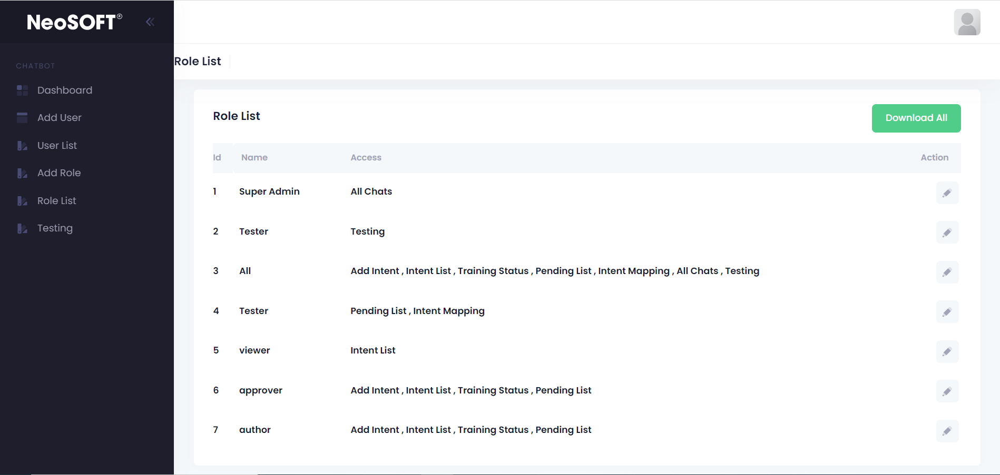 NeoSOFT®
CHATBOT
Dashboard
Add User
User List
Add Role
Role List
Testing
Role List
Role List
Download All
Id Name Access Action
1 Super Admin All Chats
2 Tester Testing
3 All Add Intent , Intent List , Training Status , Pending List , Intent Mapping , All Chats , Testing
4 Tester Pending List , Intent Mapping
5 viewer Intent List
6 approver Add Intent , Intent List , Training Status , Pending List
7 author Add Intent , Intent List , Training Status , Pending List